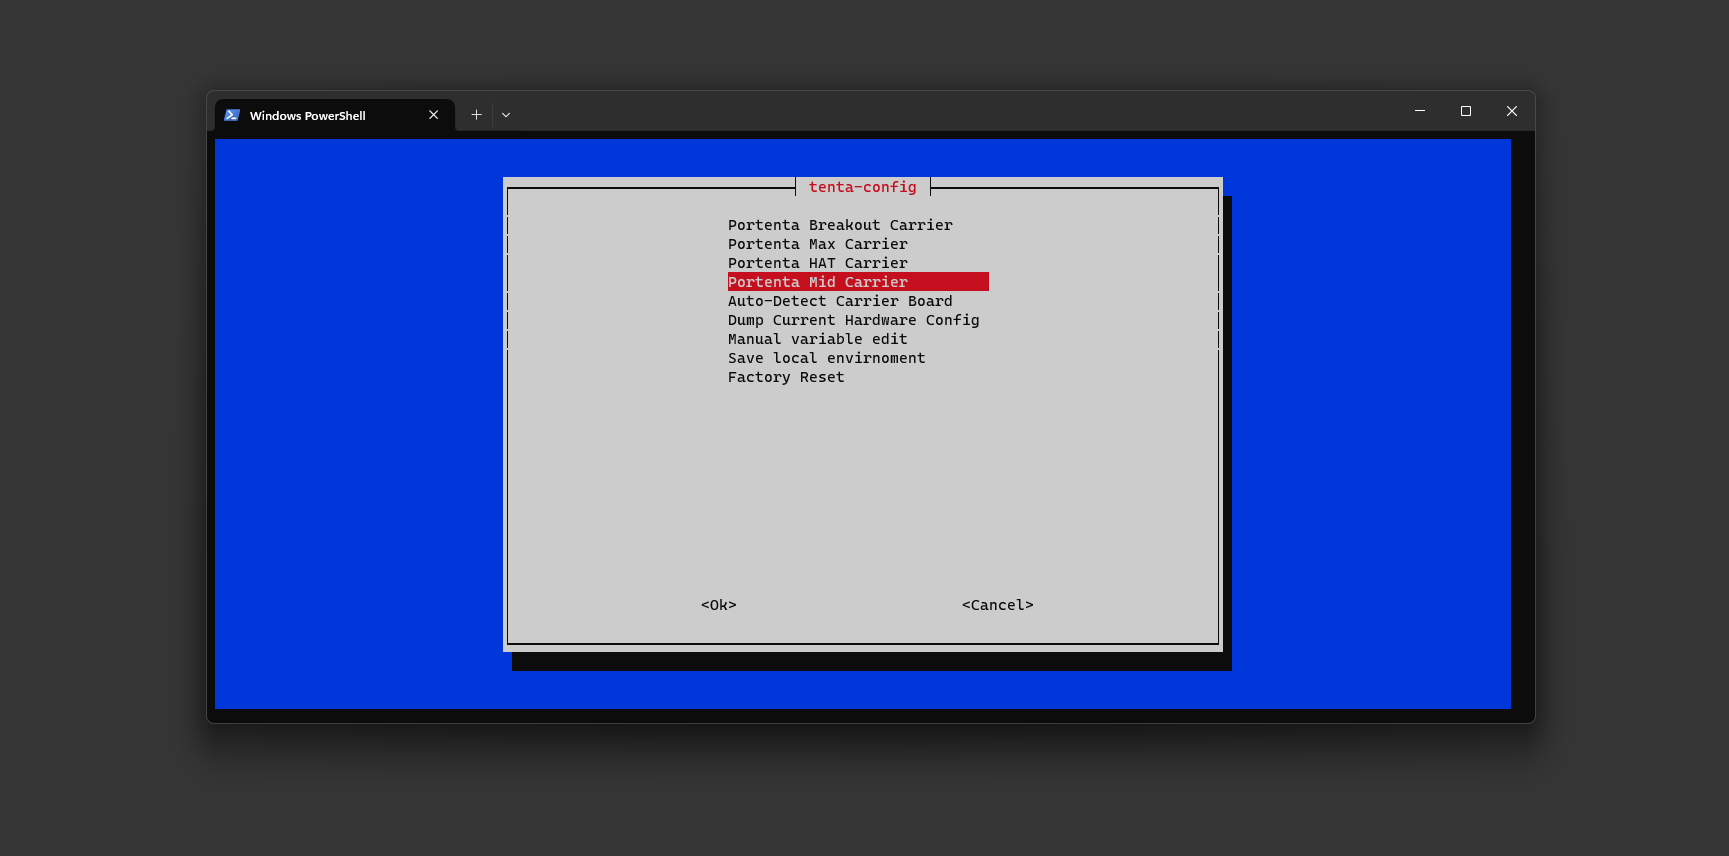 Windows PowerShell
tenta-config
Portenta Breakout Carrier
Portenta Max Carrier
Portenta HAT Carrier
Portenta Mid Carrier
Auto-Detect Carrier Board
Dump Current Hardware Config
Manual variable edit
Save local envirnoment
Factory Reset
<Ok> <Cancel>